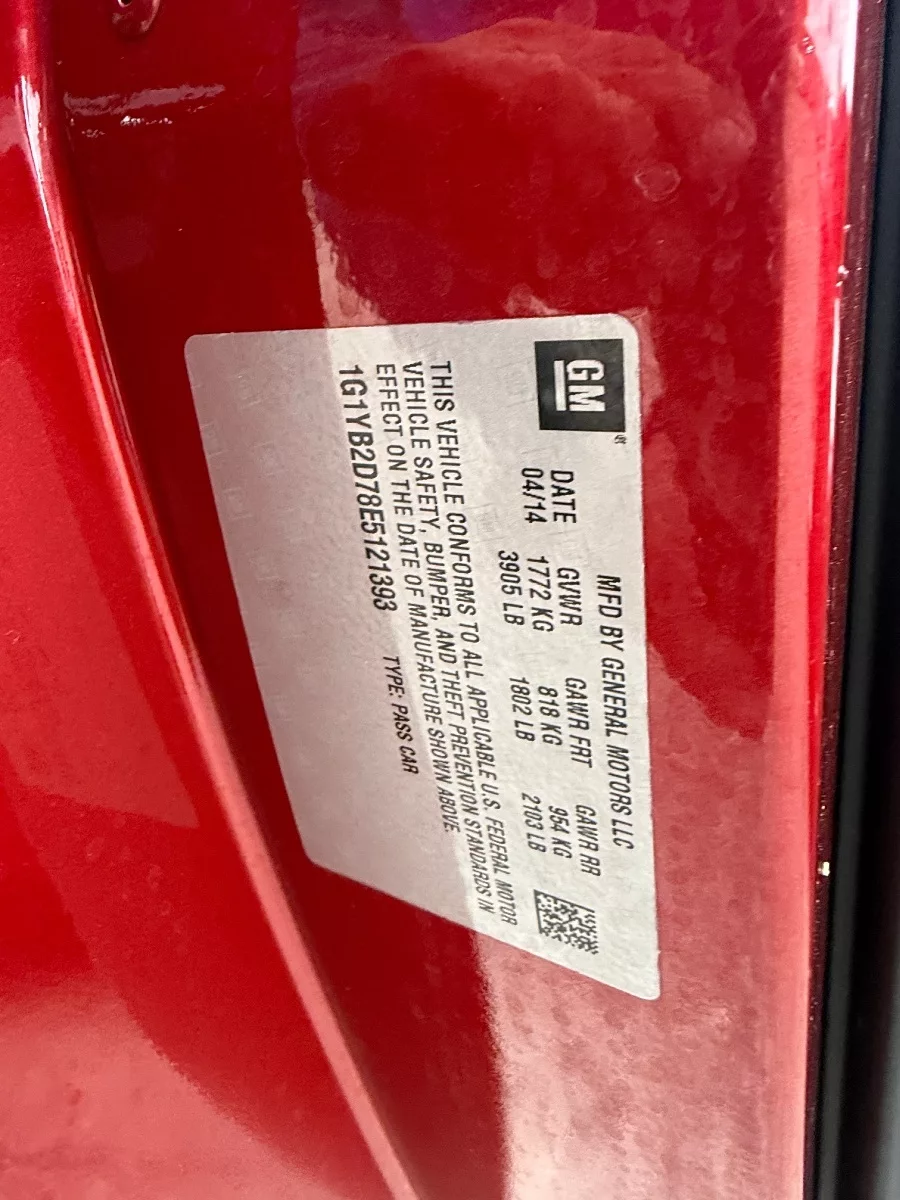 GM
MFD BY GENERAL MOTORS LLC
DATE GVWR GAWR FRT GAWR RR
04/14 1772 KG 818 KG 954 KG
3905 LB 1802 LB 2103 LB
THIS VEHICLE CONFORMS TO ALL APPLICABLE U.S. FEDERAL MOTOR
VEHICLE SAFETY, BUMPER, AND THEFT PREVENTION STANDARDS IN
EFFECT ON THE DATE OF MANUFACTURE SHOWN ABOVE.
1G1YB2D78E5121393 TYPE: PASS CAR